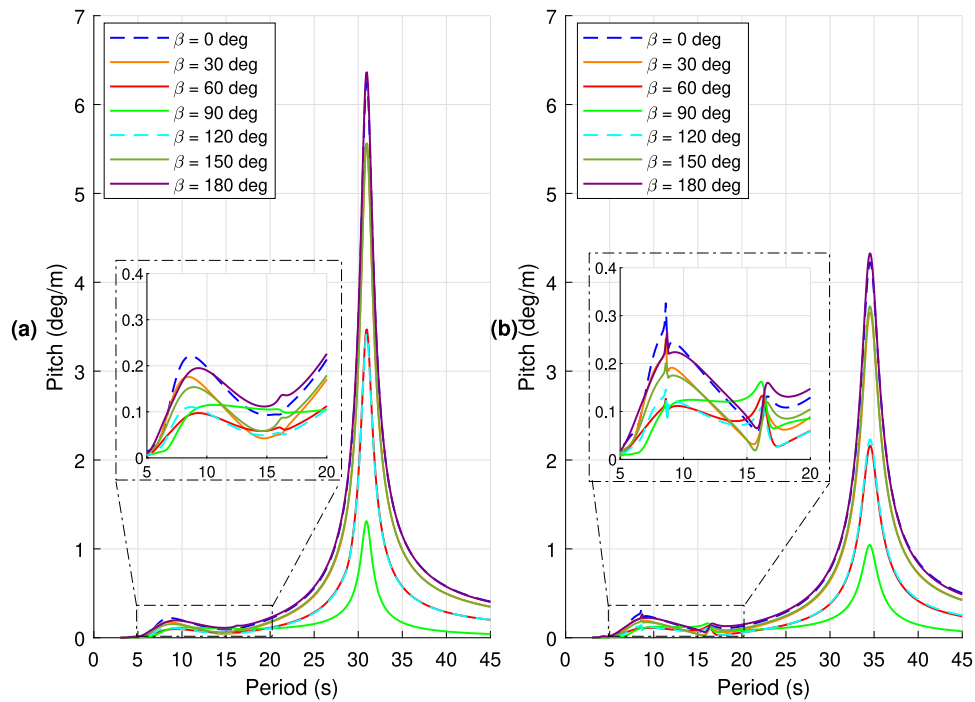 7
6
5
4
3
2
1
0
0 5 10 15 20 25 30 35 40 45
Period (s)
Pitch (deg/m)
(a)
β = 0 deg
β = 30 deg
β = 60 deg
β = 90 deg
β = 120 deg
β = 150 deg
β = 180 deg
0.4
0.3
0.2
0.1
0
5 10 15 20
7
6
5
4
3
2
1
0
0 5 10 15 20 25 30 35 40 45
Period (s)
Pitch (deg/m)
(b)
β = 0 deg
β = 30 deg
β = 60 deg
β = 90 deg
β = 120 deg
β = 150 deg
β = 180 deg
0.4
0.3
0.2
0.1
0
5 10 15 20